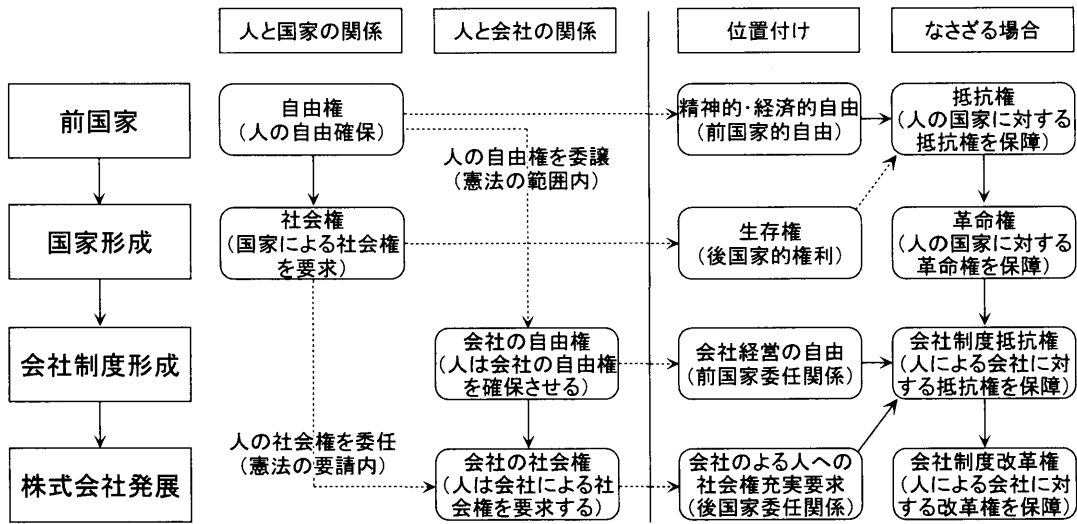 人と国家の関係
人と会社の関係
位置付け
なさざる場合
前国家
自由権
(人の自由確保)
精神的・経済的自由
(前国家的自由)
抵抗権
(人の国家に対する
抵抗権を保障)
人の自由権を委譲
(憲法の範囲内)
国家形成
社会権
(国家による社会権
を要求)
生存権
(後国家的権利)
革命権
(人の国家に対する
革命権を保障)
会社制度形成
会社の自由権
(人は会社の自由権
を確保させる)
会社経営の自由
(前国家委任関係)
会社制度抵抗権
(人による会社に対
する抵抗権を保障)
人の社会権を委任
(憲法の要請内)
株式会社発展
会社の社会権
(人は会社による社
会権を要求する)
会社のよる人への
社会権充実要求
(後国家委任関係)
会社制度改革権
(人による会社に対
する改革権を保障)